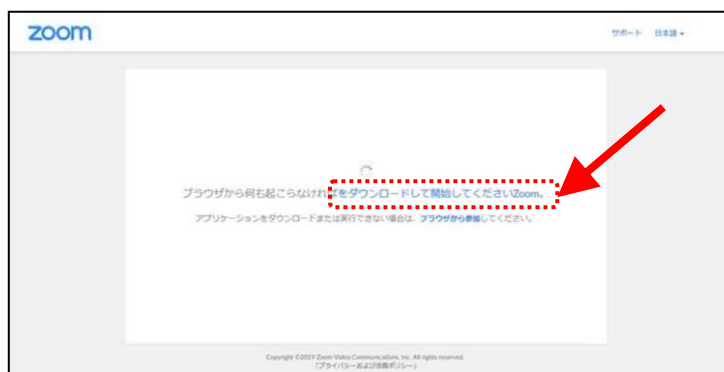 zoom
サポート 日本語
ブラウザから何も起こらなければをダウンロードして開始してくださいZoom。
アプリケーションをダウンロードまたは実行できない場合は、ブラウザから参加してください。
Copyright ©2019 Zoom Video Communications, Inc. All rights reserved.
「プライバシーおよび法務ポリシー」